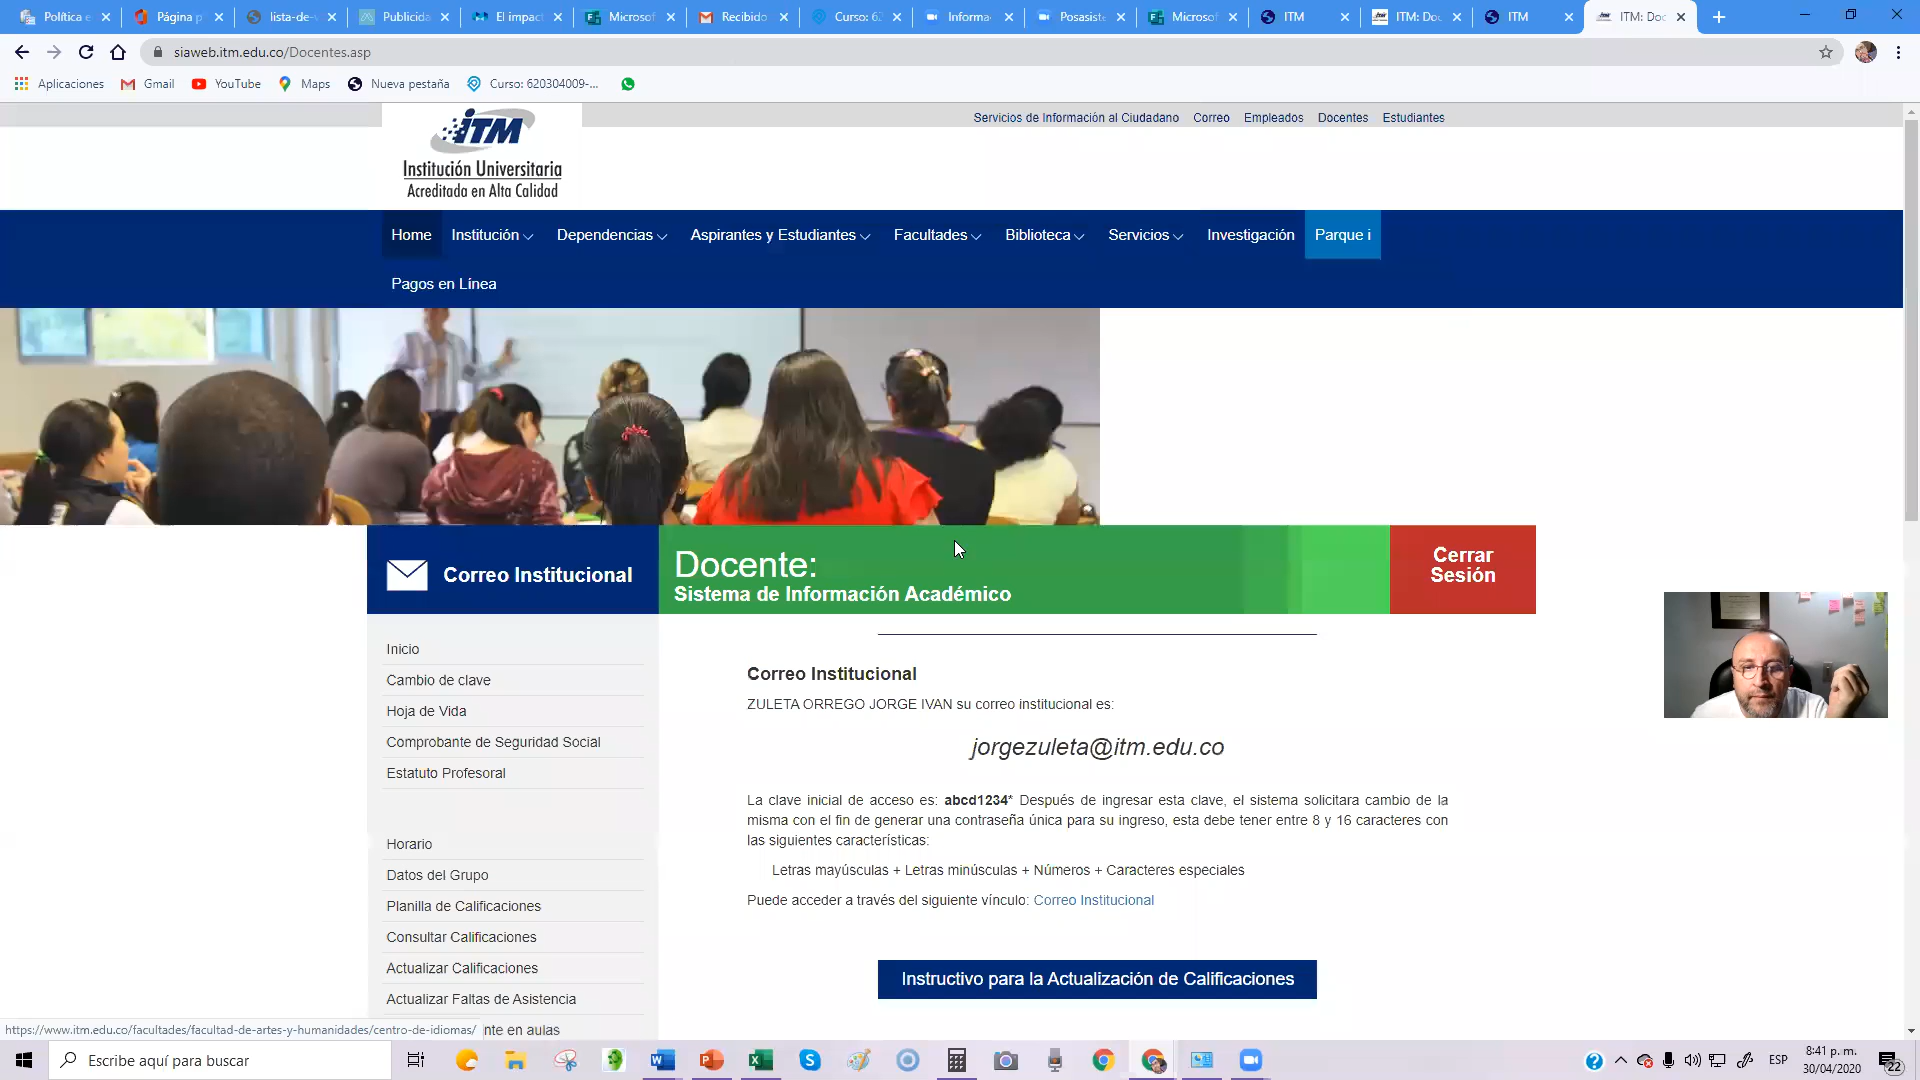 Política e
Página p
lista-de-
Publicida
El impac
Microsof
Recibido
Curso: 62
Informa
Posasiste
Microsof
ITM
ITM: Doc
ITM
ITM: Doc
siaweb.itm.edu.co/Docentes.asp
Aplicaciones
Gmail
YouTube
Maps
Nueva pestaña
Curso: 620304009-...
Servicios de Información al Ciudadano
Correo
Empleados
Docentes
Estudiantes
iTM
Institución Universitaria
Acreditada en Alta Calidad
Home
Institución
Dependencias
Aspirantes y Estudiantes
Facultades
Biblioteca
Servicios
Investigación
Parque i
Pagos en Línea
Correo Institucional
Docente:
Sistema de Información Académico
Cerrar
Sesión
Inicio
Cambio de clave
Hoja de Vida
Comprobante de Seguridad Social
Estatuto Profesoral
Horario
Datos del Grupo
Planilla de Calificaciones
Consultar Calificaciones
Actualizar Calificaciones
Actualizar Faltas de Asistencia
nte en aulas
Correo Institucional
ZULETA ORREGO JORGE IVAN su correo institucional es:
jorgezuleta@itm.edu.co
La clave inicial de acceso es: abcd1234* Después de ingresar esta clave, el sistema solicitara cambio de la
misma con el fin de generar una contraseña única para su ingreso, esta debe tener entre 8 y 16 caracteres con
las siguientes características:
Letras mayúsculas + Letras minúsculas + Números + Caracteres especiales
Puede acceder a través del siguiente vínculo: Correo Institucional
Instructivo para la Actualización de Calificaciones
https://www.itm.edu.co/facultades/facultad-de-artes-y-humanidades/centro-de-idiomas/
Escribe aquí para buscar
ESP
8:41 p. m.
30/04/2020
22